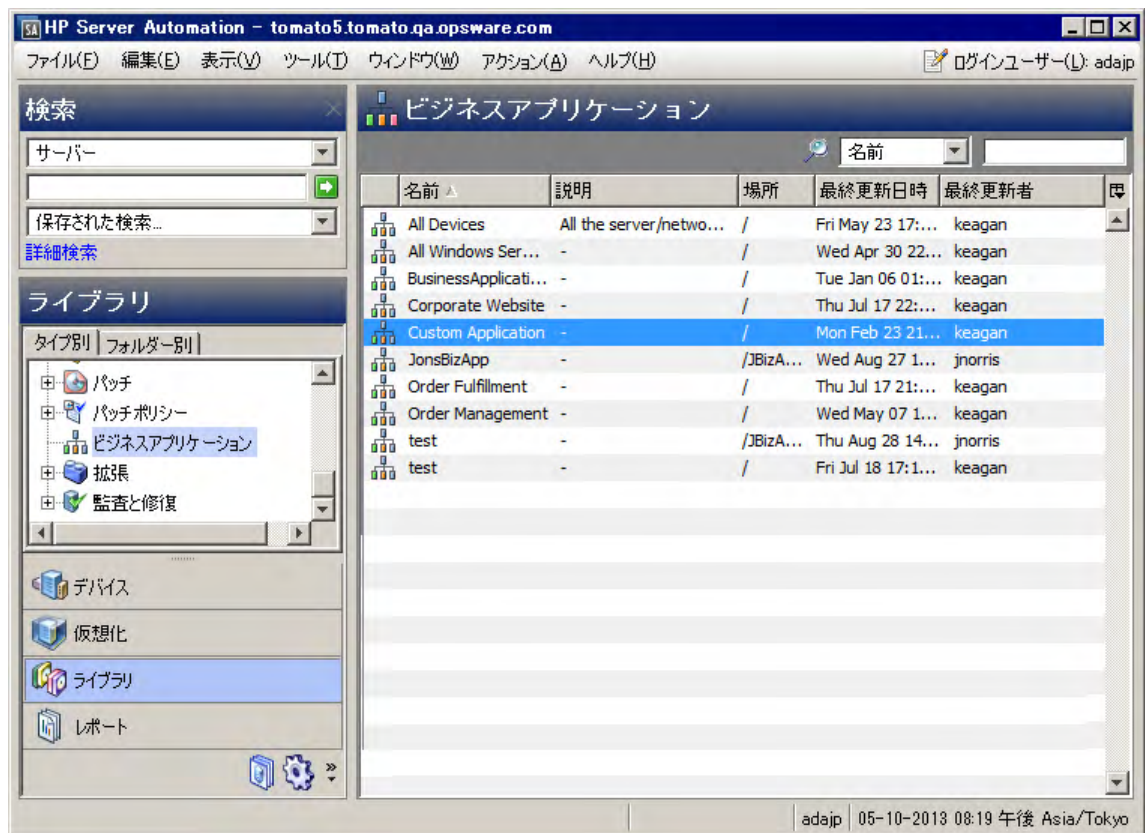 HP Server Automation - tomato5.tomato.qa.opsware.com
ファイル(F) 編集(E) 表示(V) ツール(T) ウィンドウ(W) アクション(A) ヘルプ(H) ログインユーザー(L): adajp
検索
サーバー
保存された検索...
詳細検索
ライブラリ
タイプ別 フォルダー別
パッチ
パッチポリシー
ビジネスアプリケーション
拡張
監査と修復
デバイス
仮想化
ライブラリ
レポート
ビジネスアプリケーション
名前
名前 説明 場所 最終更新日時 最終更新者
All Devices All the server/netwo... / Fri May 23 17:... keagan
All Windows Ser... - / Wed Apr 30 22... keagan
BusinessApplicati... - / Tue Jan 06 01:... keagan
Corporate Website - / Thu Jul 17 22:... keagan
Custom Application - / Mon Feb 23 21... keagan
JonsBizApp - /JBizA... Wed Aug 27 1... jnorris
Order Fulfillment - / Thu Jul 17 21:... keagan
Order Management - / Wed May 07 1... keagan
test - /JBizA... Thu Aug 28 14... jnorris
test - / Fri Jul 18 17:1... keagan
adajp 05-10-2013 08:19 午後 Asia/Tokyo